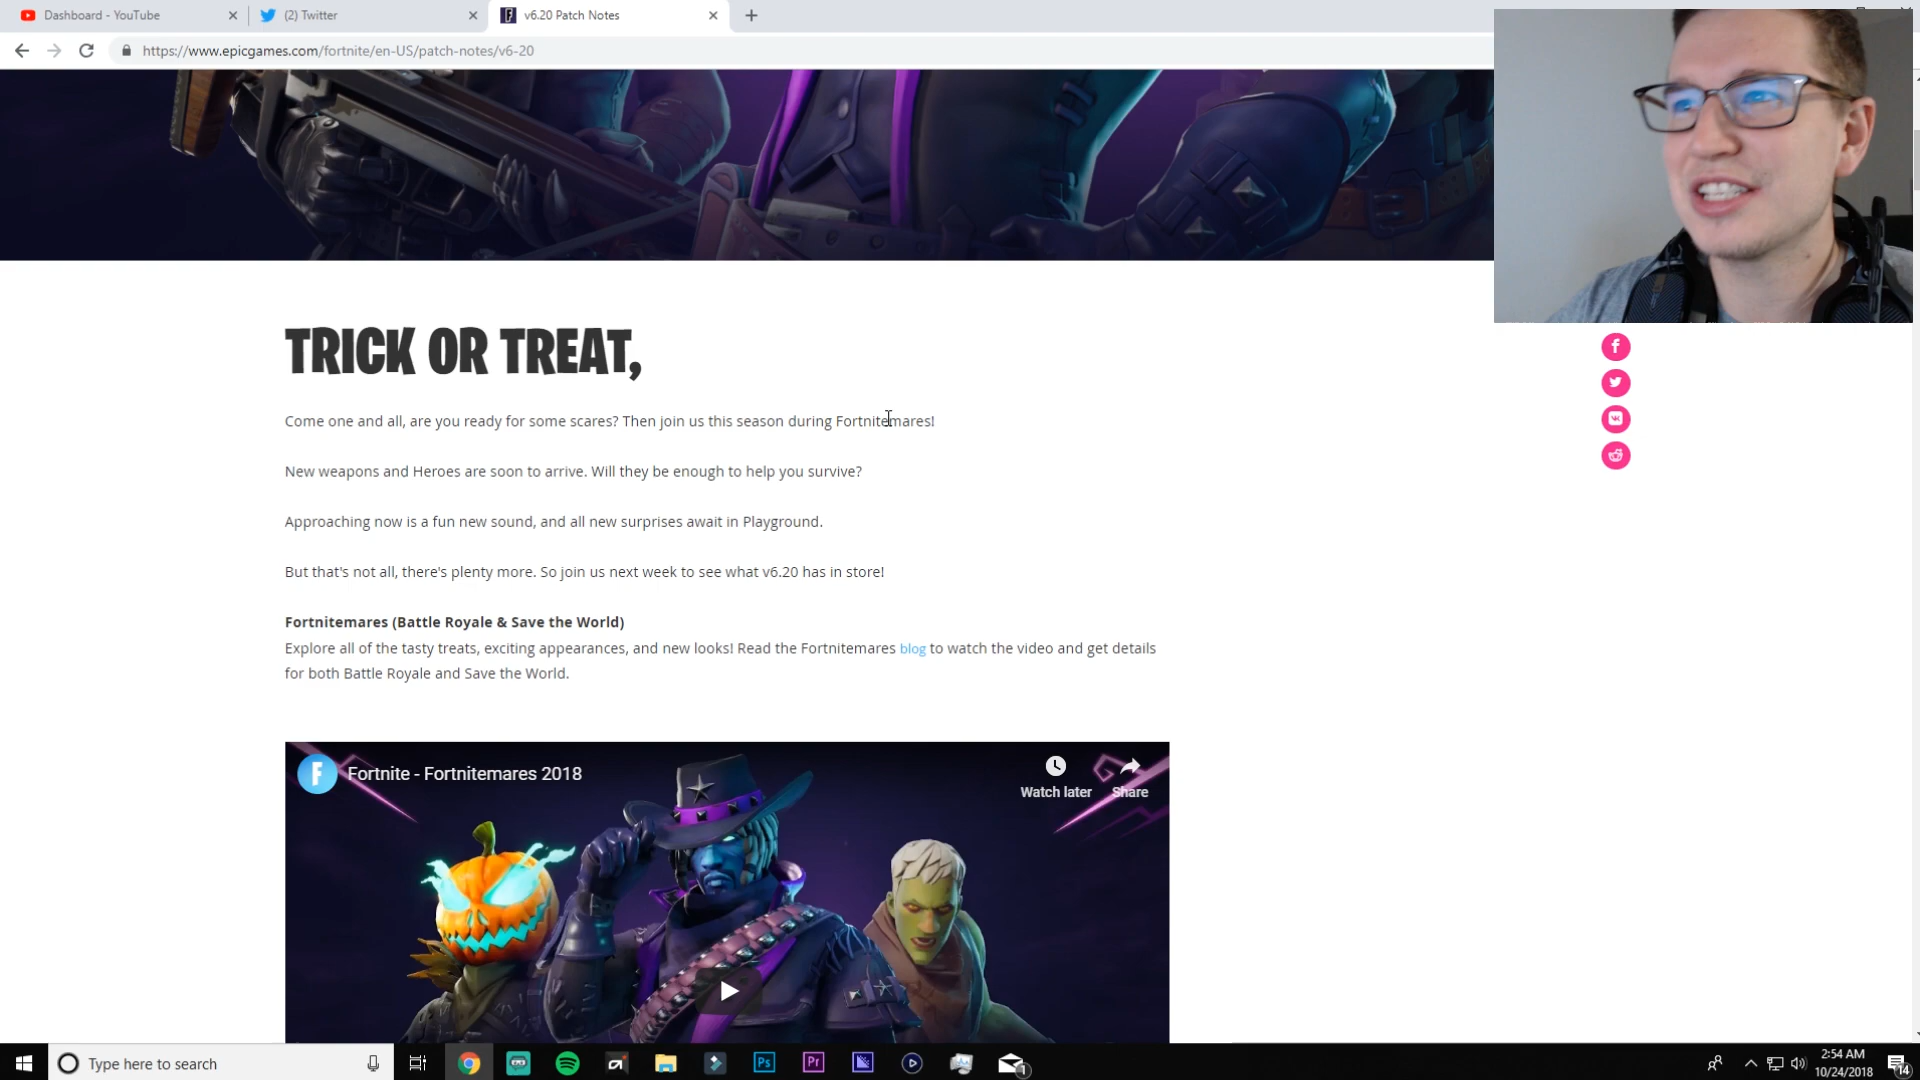 Dashboard - YouTube
(2) Twitter
v6.20 Patch Notes
https://www.epicgames.com/fortnite/en-US/patch-notes/v6-20
TRICK OR TREAT,
Come one and all, are you ready for some scares? Then join us this season during Fortnitemares!
New weapons and Heroes are soon to arrive. Will they be enough to help you survive?
Approaching now is a fun new sound, and all new surprises await in Playground.
But that's not all, there's plenty more. So join us next week to see what v6.20 has in store!
Fortnitemares (Battle Royale & Save the World)
Explore all of the tasty treats, exciting appearances, and new looks! Read the Fortnitemares blog to watch the video and get details
for both Battle Royale and Save the World.
Fortnite - Fortnitemares 2018
Watch later
Share
Type here to search
Ps
Pr
1
2:54 AM
10/24/2018
14